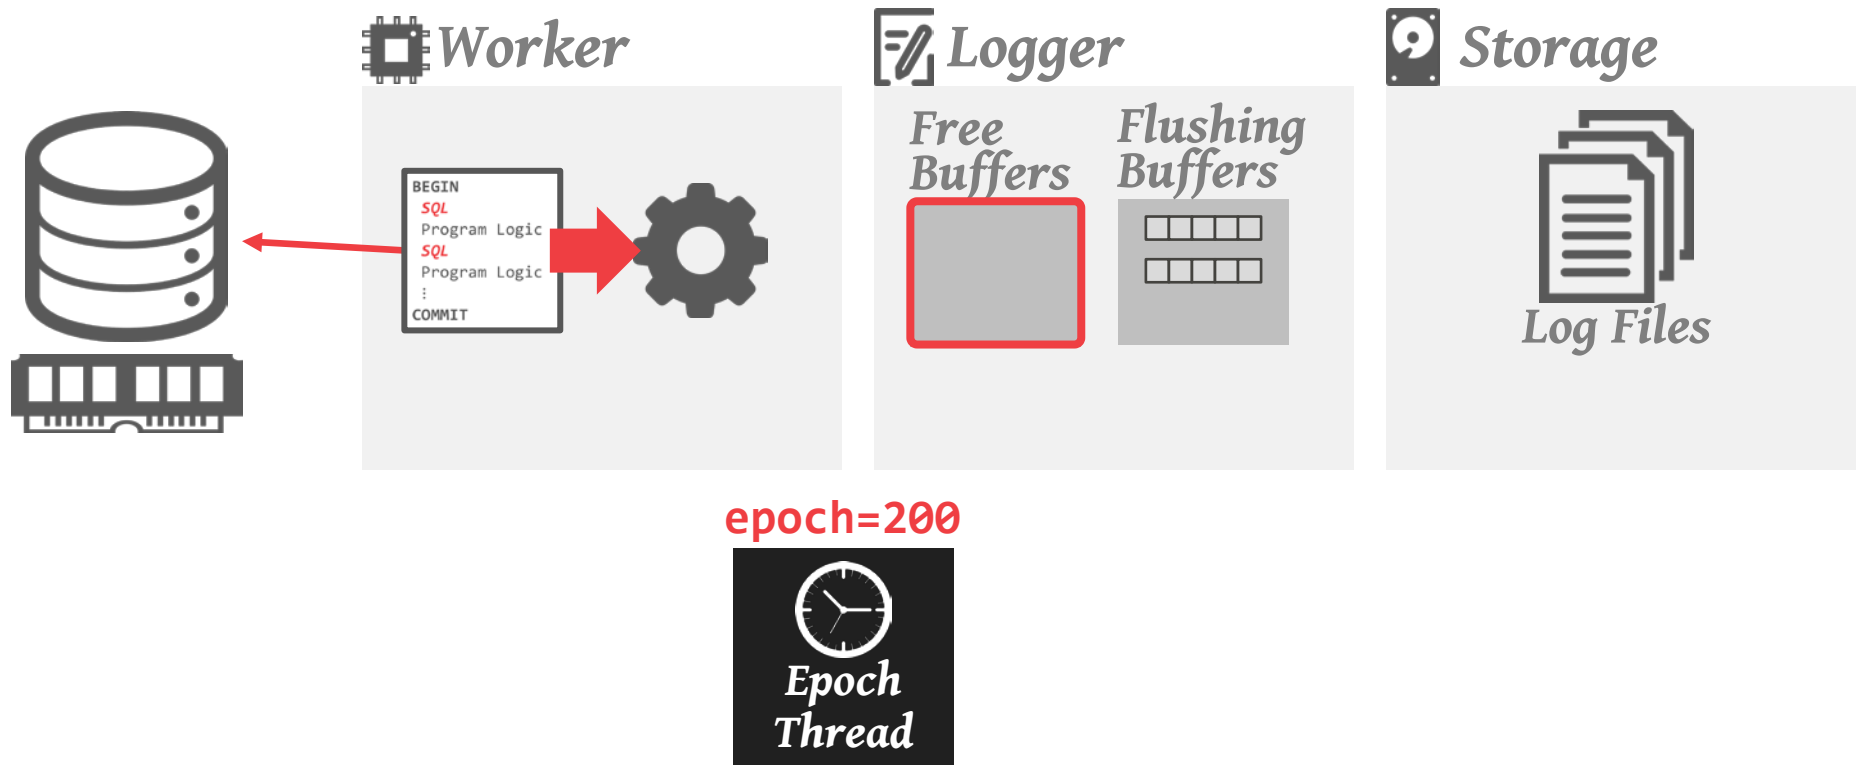 Worker
BEGIN
SQL
Program Logic
SQL
Program Logic
⋮
COMMIT
Logger
Free
Buffers
Flushing
Buffers
Storage
Log Files
epoch=200
Epoch
Thread